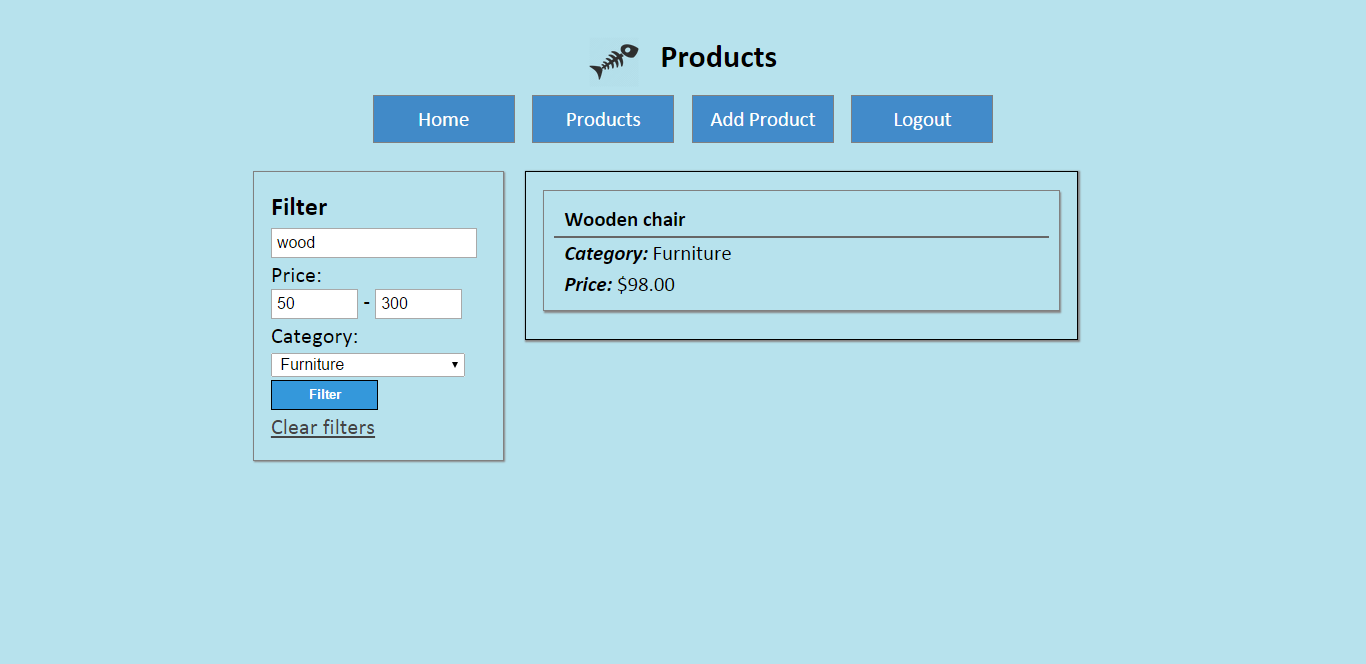 Products
Home Products Add Product Logout
Filter
wood
Price:
50 - 300
Category:
Furniture
Filter
Clear filters
Wooden chair
Category: Furniture
Price: $98.00